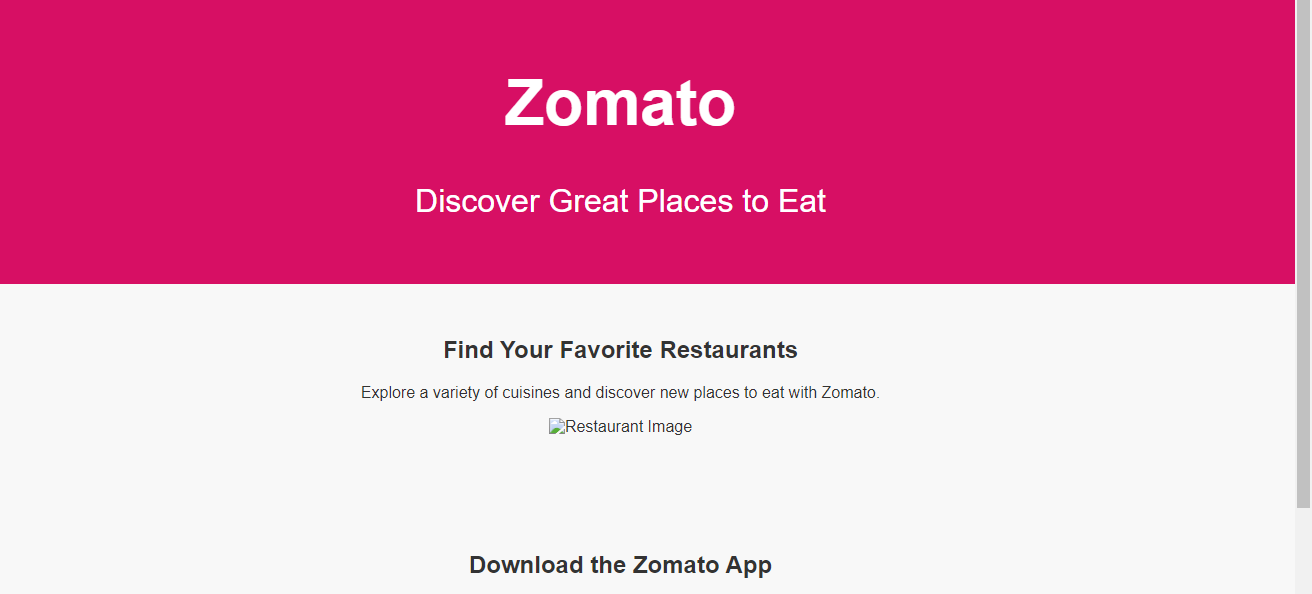 Zomato
Discover Great Places to Eat
Find Your Favorite Restaurants
Explore a variety of cuisines and discover new places to eat with Zomato.
Restaurant Image
Download the Zomato App